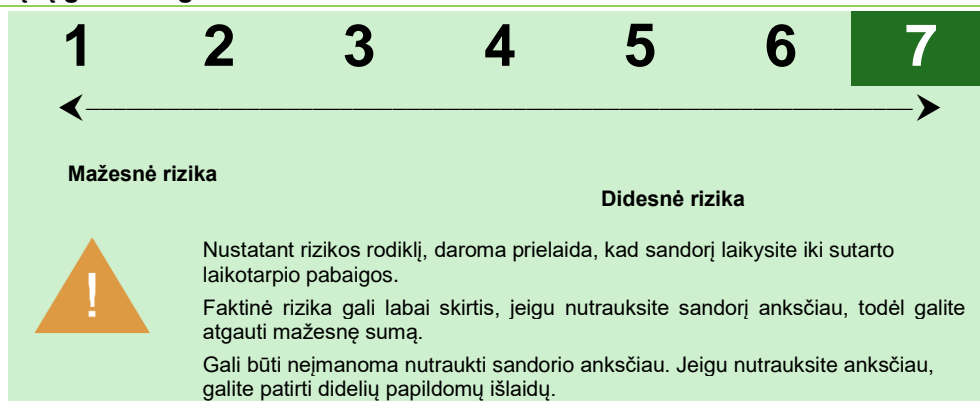 1 2 3 4 5 6 7
Mažesnė rizika
Didesnė rizika
!
Nustatant rizikos rodiklį, daroma prielaida, kad sandorį laikysite iki sutarto
laikotarpio pabaigos.
Faktinė rizika gali labai skirtis, jeigu nutrauksite sandorį anksčiau, todėl galite
atgauti mažesnę sumą.
Gali būti neįmanoma nutraukti sandorio anksčiau. Jeigu nutrauksite anksčiau,
galite patirti didelių papildomų išlaidų.